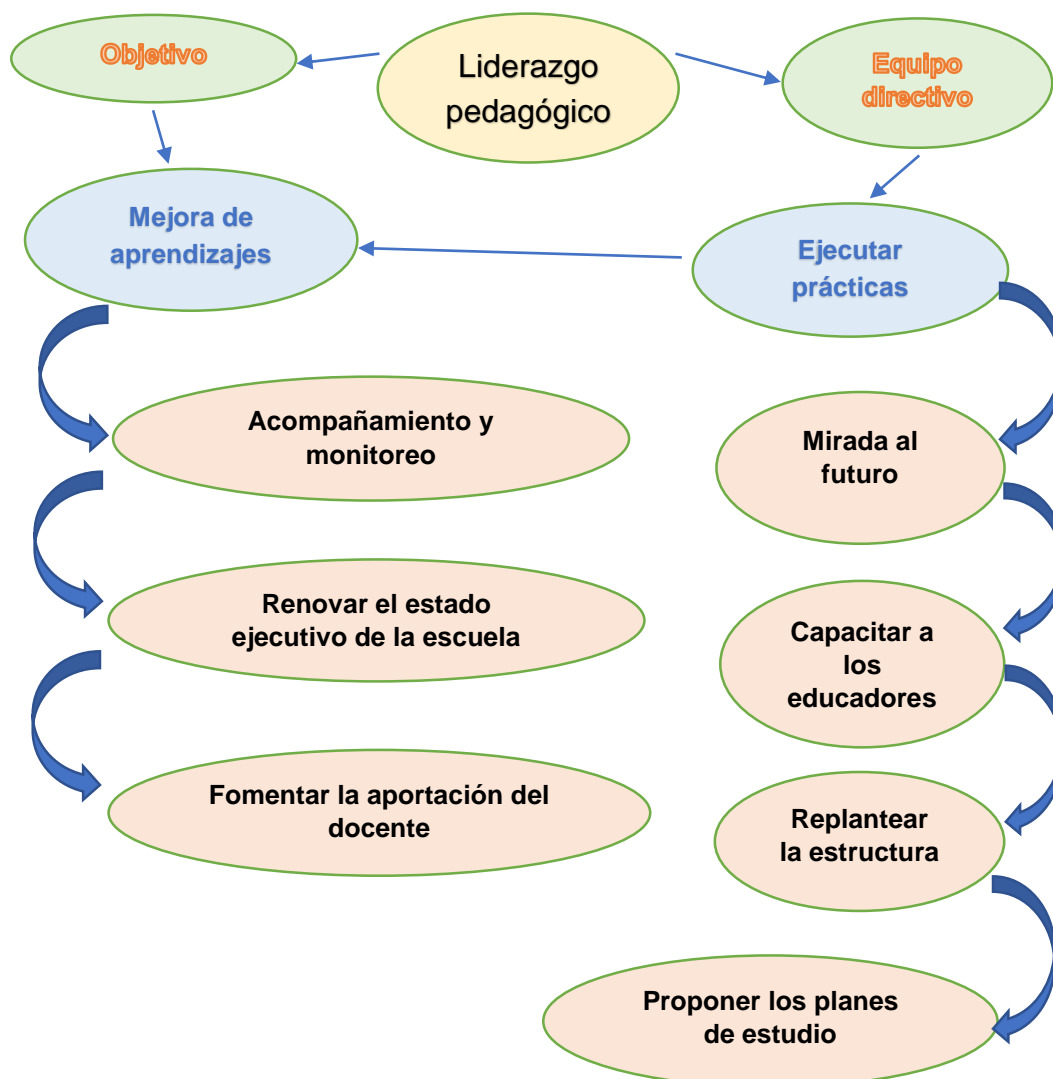 Objetivo
Liderazgo
pedagógico
Equipo
directivo
Mejora de
aprendizajes
Ejecutar
prácticas
Acompañamiento y
monitoreo
Mirada al
futuro
Renovar el estado
ejecutivo de la escuela
Capacitar a
los
educadores
Fomentar la aportación del
docente
Replantear
la estructura
Proponer los planes
de estudio